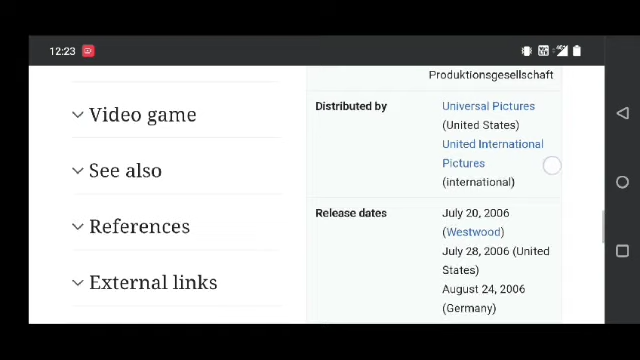 12:23
Video game
See also
References
External links
Produktionsgesellschaft
Distributed by
Universal Pictures
(United States)
United International
Pictures
(international)
Release dates
July 20, 2006
(Westwood)
July 28, 2006 (United
States)
August 24, 2006
(Germany)